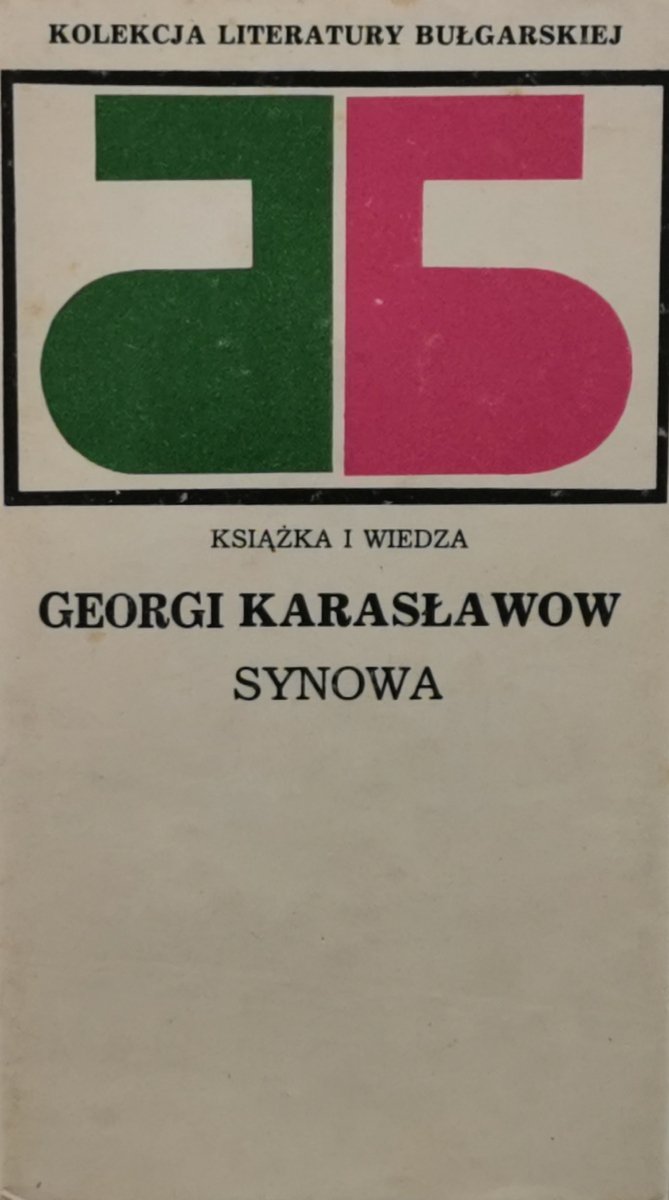 KOLEKCJA LITERATURY BUŁGARSKIEJ
KSIĄŻKA I WIEDZA
GEORGI KARASŁAWOW
SYNOWA